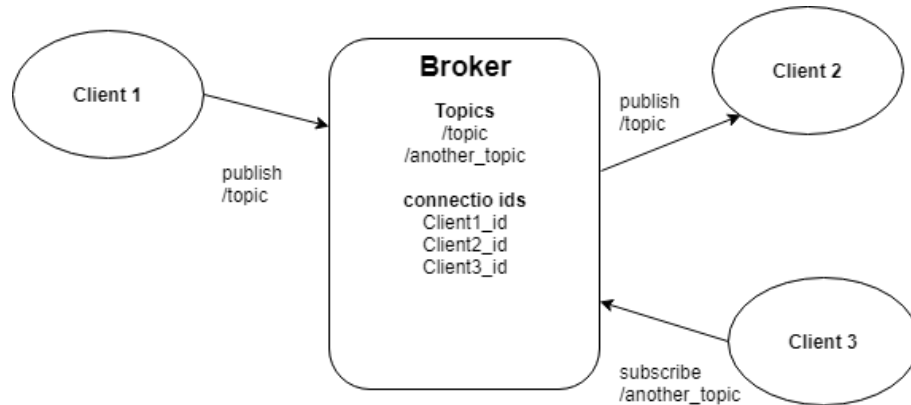 Client 1
publish
/topic
Broker
Topics
/topic
/another_topic
connectio ids
Client1_id
Client2_id
Client3_id
publish
/topic
Client 2
Client 3
subscribe
/another_topic